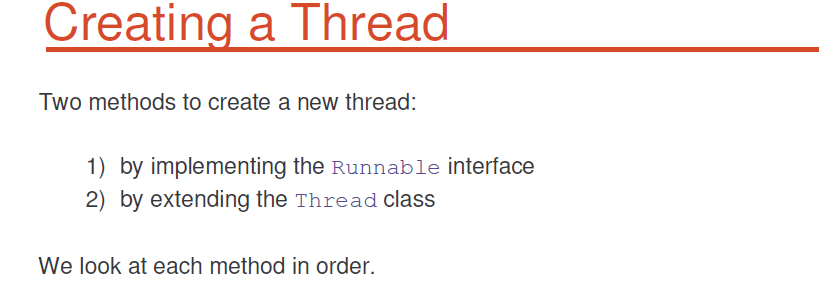 Creating a Thread
Two methods to create a new thread:
1) by implementing the Runnable interface
2) by extending the Thread class
We look at each method in order.